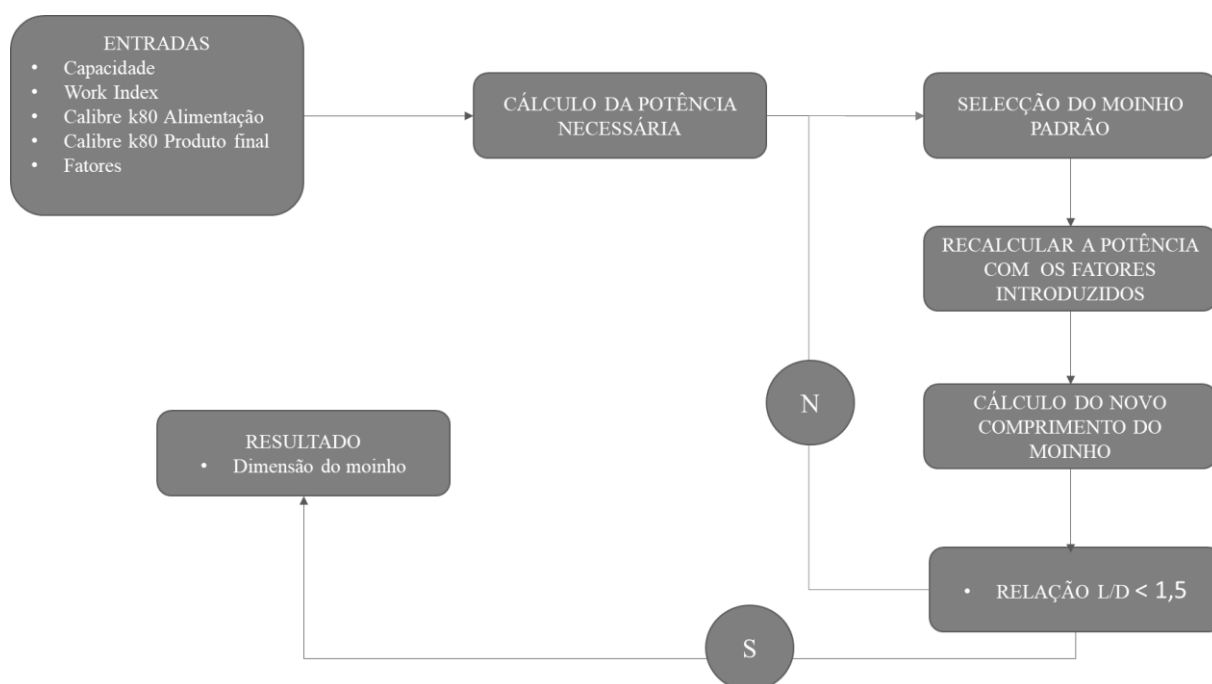 ENTRADAS
• Capacidade
• Work Index
• Calibre k80 Alimentação
• Calibre k80 Produto final
• Fatores
CÁLCULO DA POTÊNCIA
NECESSÁRIA
SELECÇÃO DO MOINHO
PADRÃO
RECALCULAR A POTÊNCIA
COM OS FATORES
INTRODUZIDOS
N
CÁLCULO DO NOVO
COMPRIMENTO DO
MOINHO
RESULTADO
• Dimensão do moinho
• RELAÇÃO L/D < 1,5
S